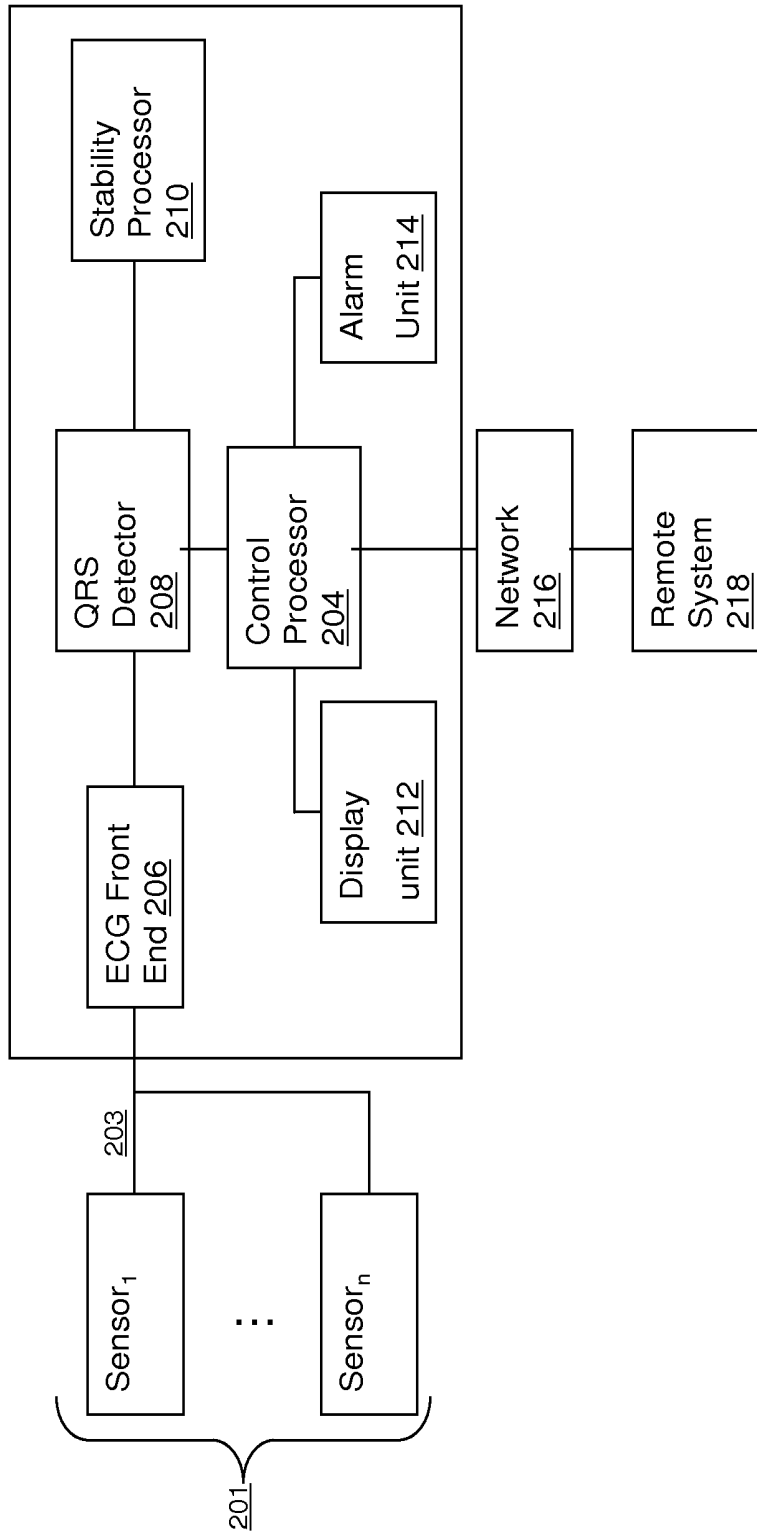 201
Sensor₁
...
Sensorₙ
203
ECG Front
End 206
QRS
Detector
208
Stability
Processor
210
Control
Processor
204
Display
unit 212
Alarm
Unit 214
Network
216
Remote
System
218